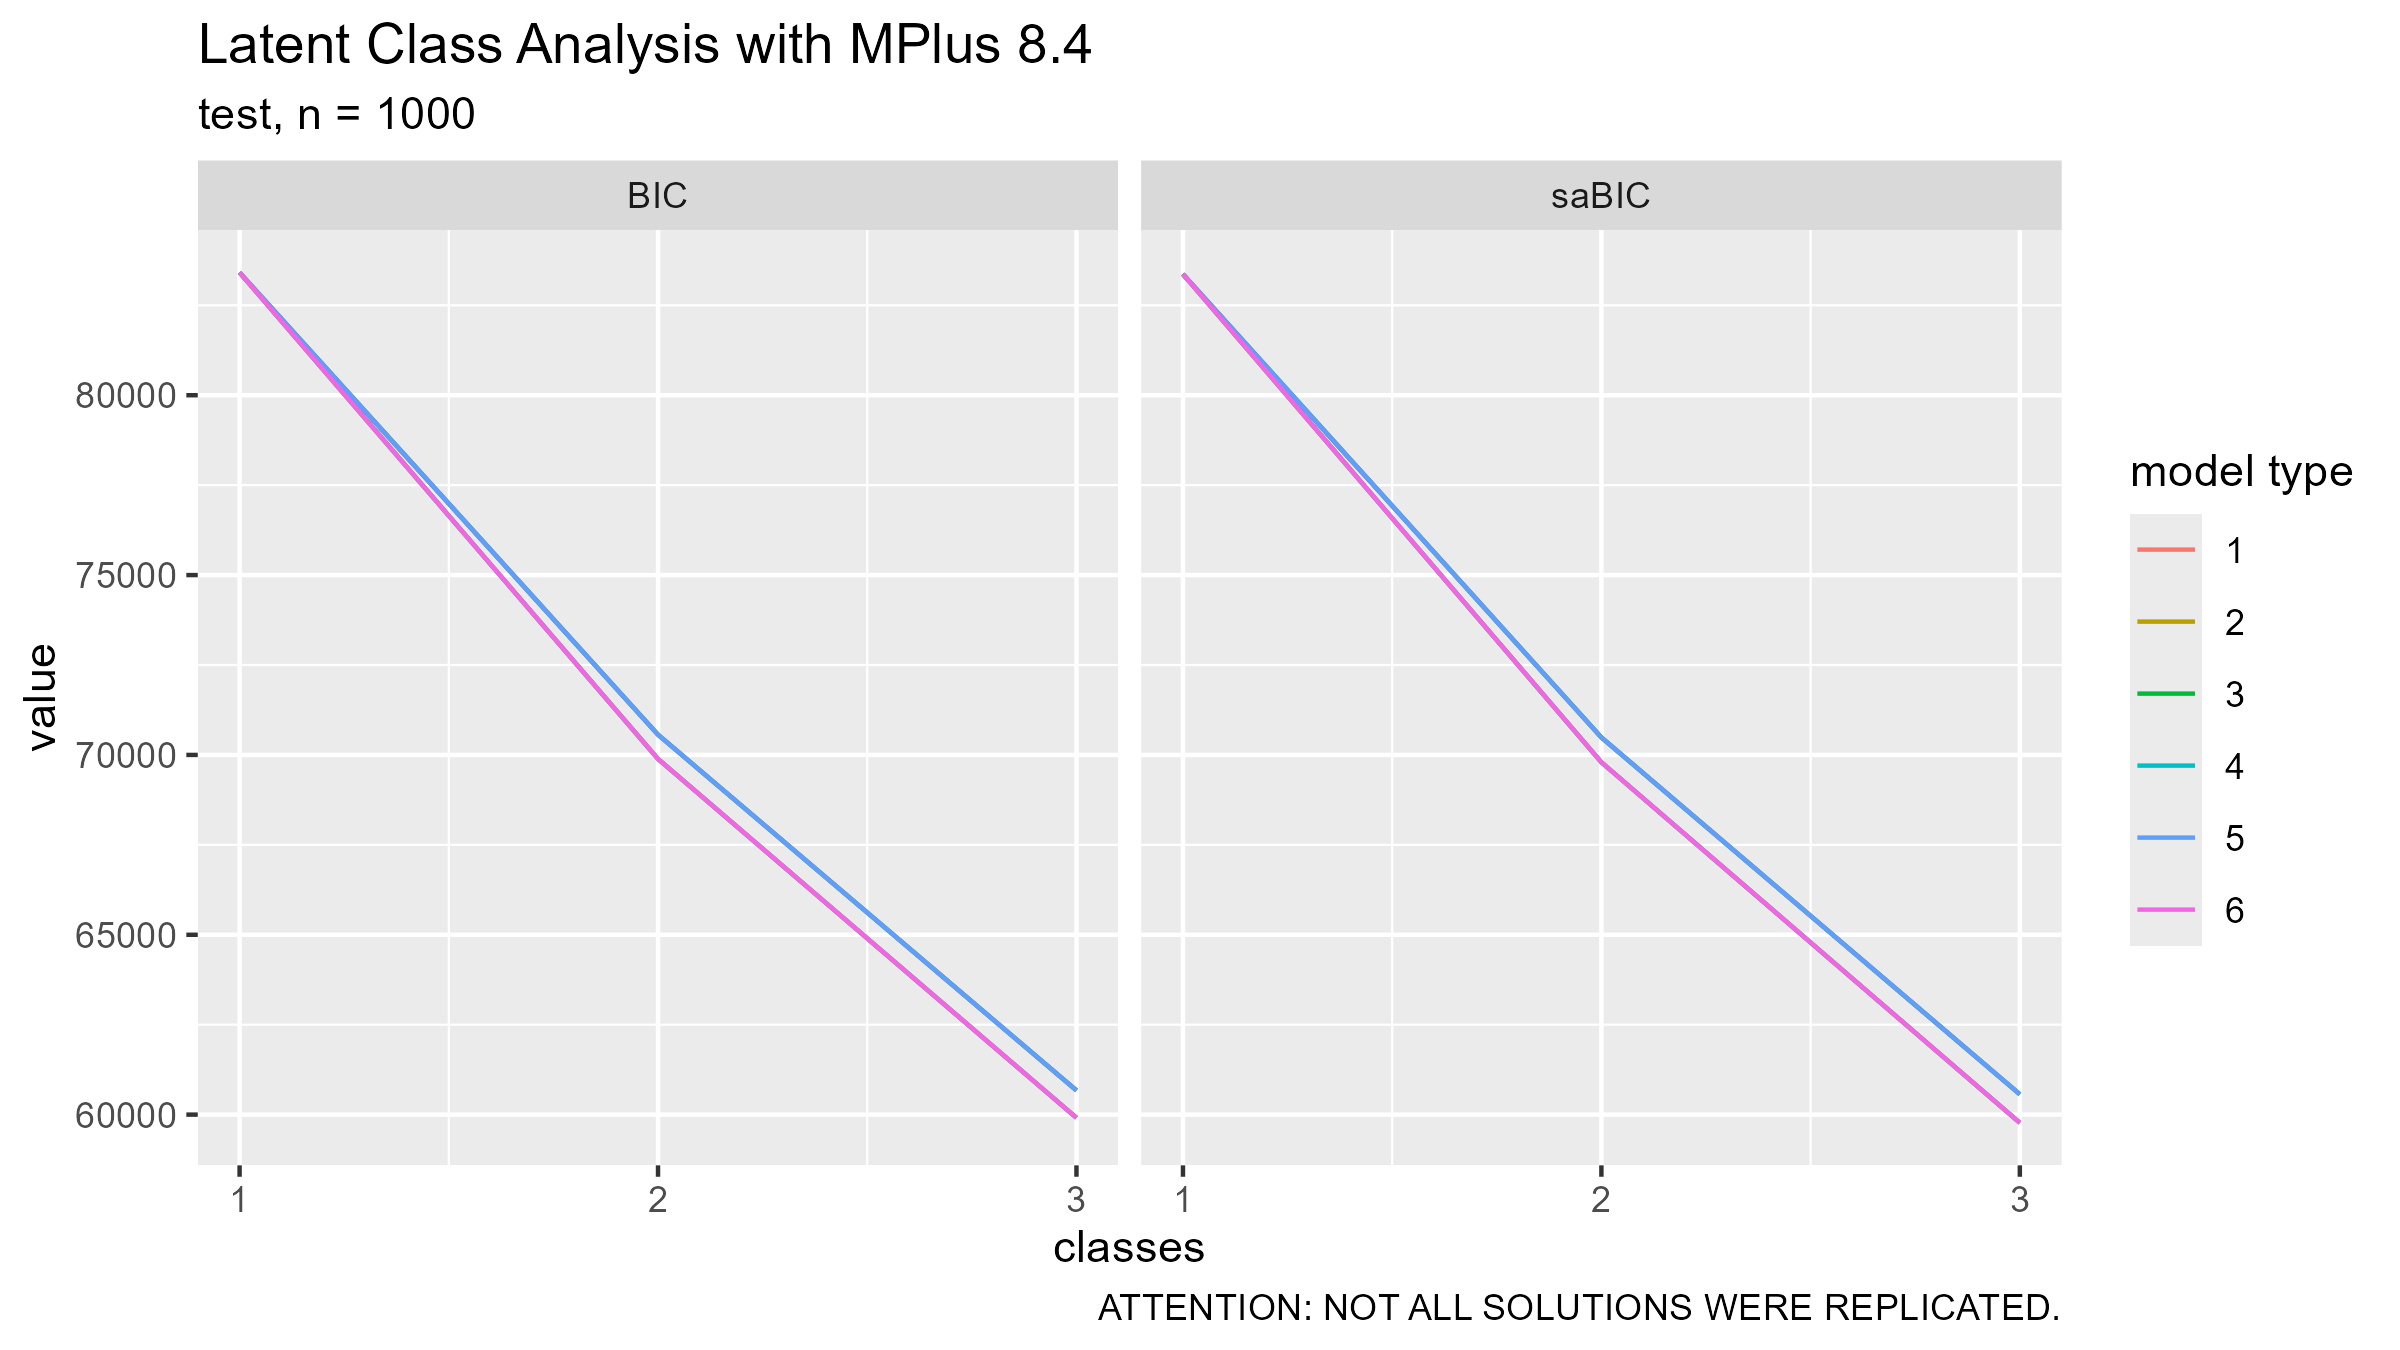 Latent Class Analysis with MPlus 8.4
test, n = 1000
BIC
saBIC
value
80000
75000
70000
65000
60000
1
2
3
1
2
3
classes
model type
1
2
3
4
5
6
ATTENTION: NOT ALL SOLUTIONS WERE REPLICATED.